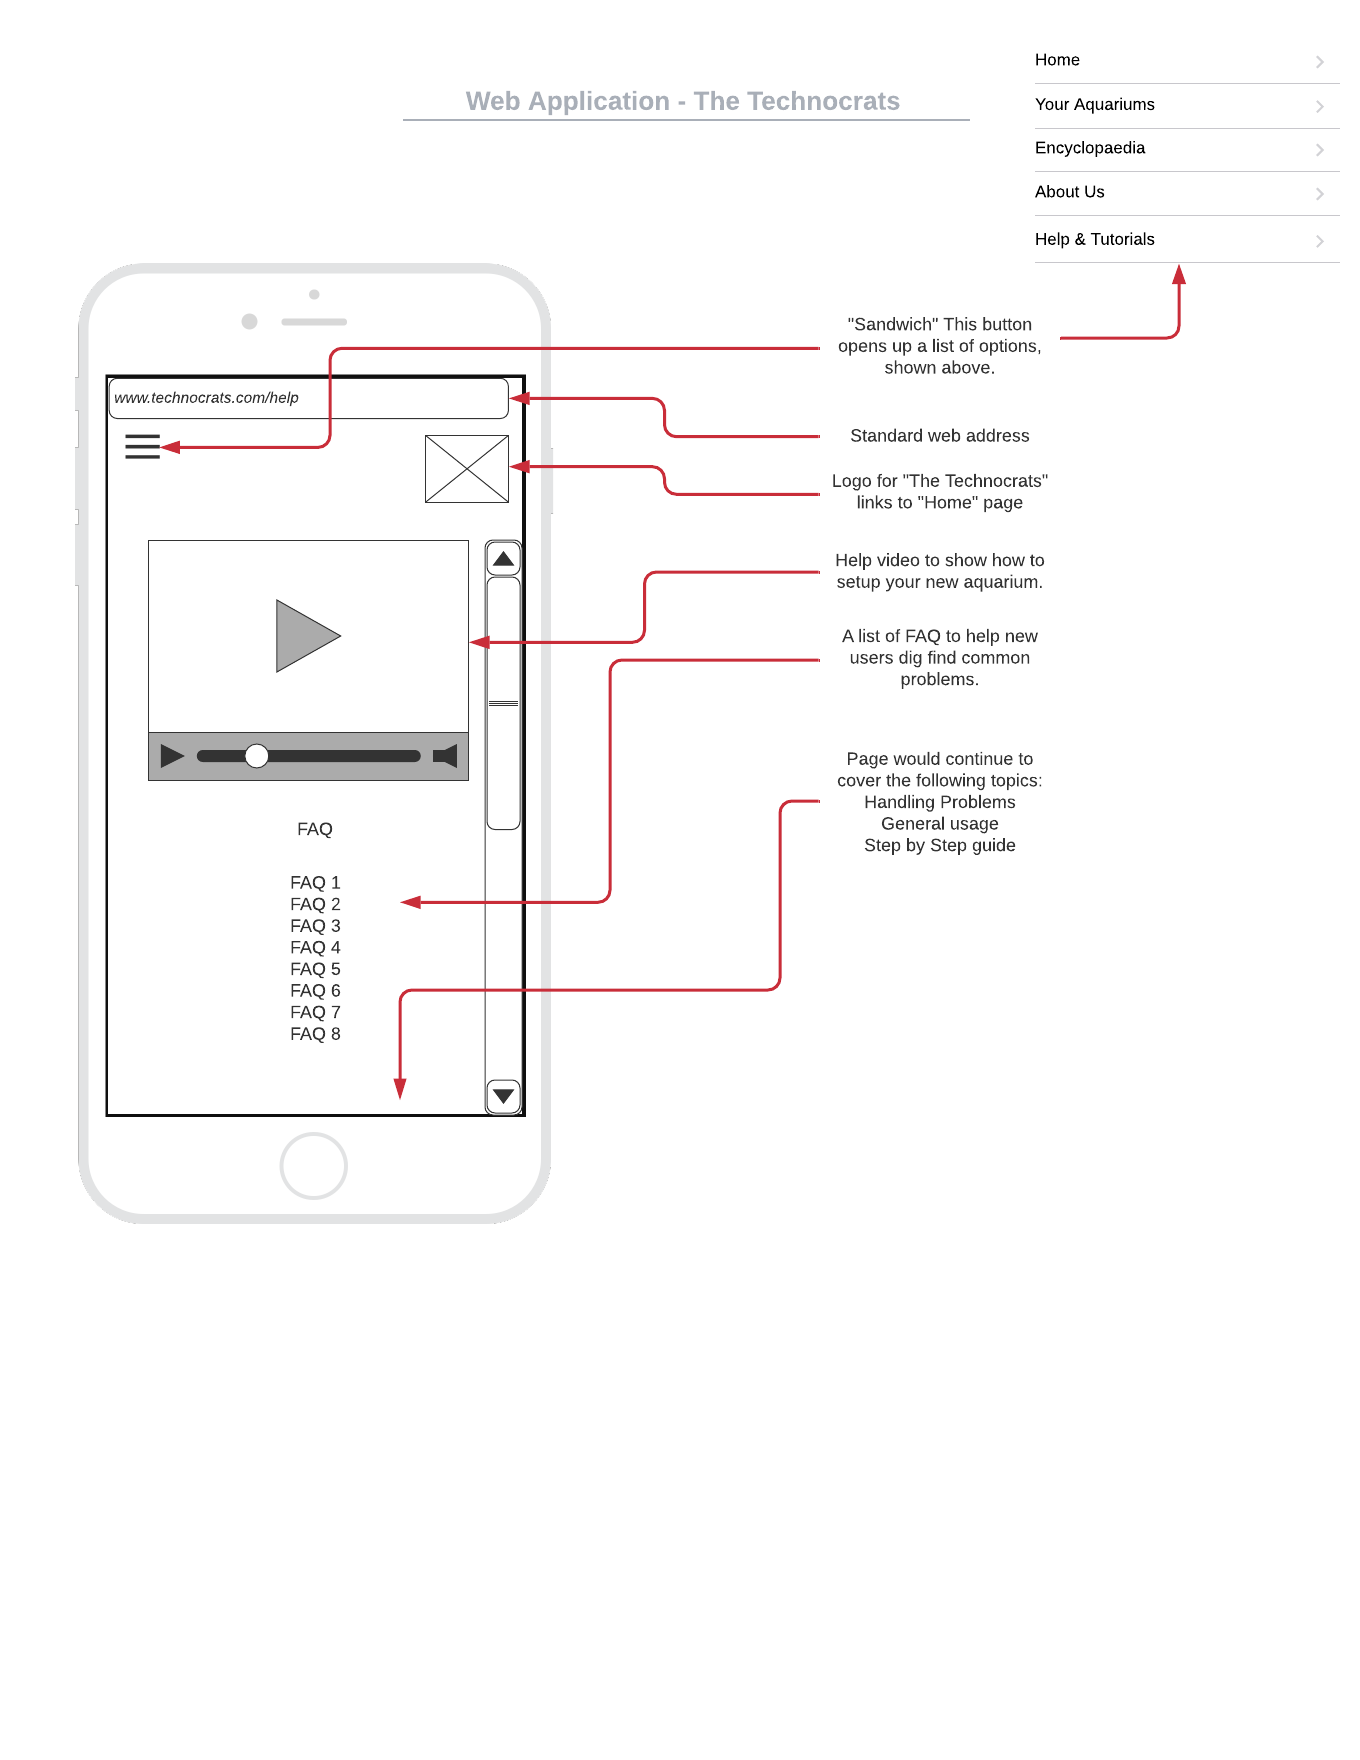 Web Application - The Technocrats
Home
Your Aquariums
Encyclopaedia
About Us
Help & Tutorials
"Sandwich" This button
opens up a list of options,
shown above.
www.technocrats.com/help
Standard web address
Logo for "The Technocrats"
links to "Home" page
Help video to show how to
setup your new aquarium.
A list of FAQ to help new
users dig find common
problems.
Page would continue to
cover the following topics:
Handling Problems
General usage
Step by Step guide
FAQ
FAQ 1
FAQ 2
FAQ 3
FAQ 4
FAQ 5
FAQ 6
FAQ 7
FAQ 8